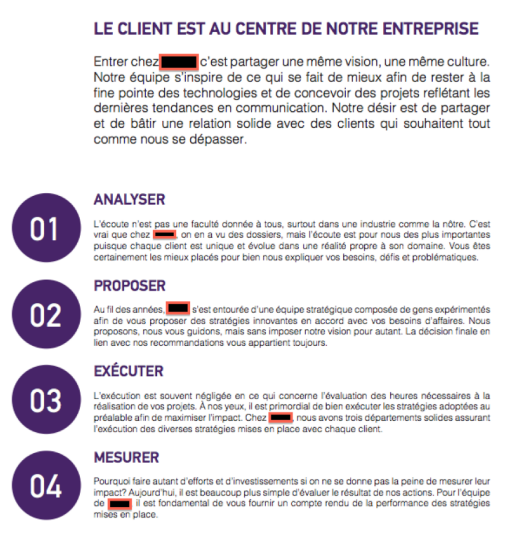 LE CLIENT EST AU CENTRE DE NOTRE ENTREPRISE
Entrer chez c'est partager une même vision, une même culture.
Notre équipe s'inspire de ce qui se fait de mieux afin de rester à la
fine pointe des technologies et de concevoir des projets reflétant les
dernières tendances en communication. Notre désir est de partager
et de bâtir une relation solide avec des clients qui souhaitent tout
comme nous se dépasser.
01
ANALYSER
L'écoute n'est pas une faculté donnée à tous, surtout dans une industrie comme la nôtre. C'est
vrai que chez , on en a vu des dossiers, mais l'écoute est pour nous des plus importantes
puisque chaque client est unique et évolue dans une réalité propre à son domaine. Vous êtes
certainement les mieux placés pour bien nous expliquer vos besoins, défis et problématiques.
02
PROPOSER
Au fil des années, s'est entourée d'une équipe stratégique composée de gens expérimentés
afin de vous proposer des stratégies innovantes en accord avec vos besoins d'affaires. Nous
proposons, nous vous guidons, mais sans imposer notre vision pour autant. La décision finale en
lien avec nos recommandations vous appartient toujours.
03
EXÉCUTER
L'exécution est souvent négligée en ce qui concerne l'évaluation des heures nécessaires à la
réalisation de vos projets. À nos yeux, il est primordial de bien exécuter les stratégies adoptées au
préalable afin de maximiser l'impact. Chez nous avons trois départements solides assurant
l'exécution des diverses stratégies mises en place avec chaque client.
04
MESURER
Pourquoi faire autant d'efforts et d'investissements si on ne se donne pas la peine de mesurer leur
impact? Aujourd'hui, il est beaucoup plus simple d'évaluer le résultat de nos actions. Pour l'équipe
de il est fondamental de vous fournir un compte rendu de la performance des stratégies
mises en place.